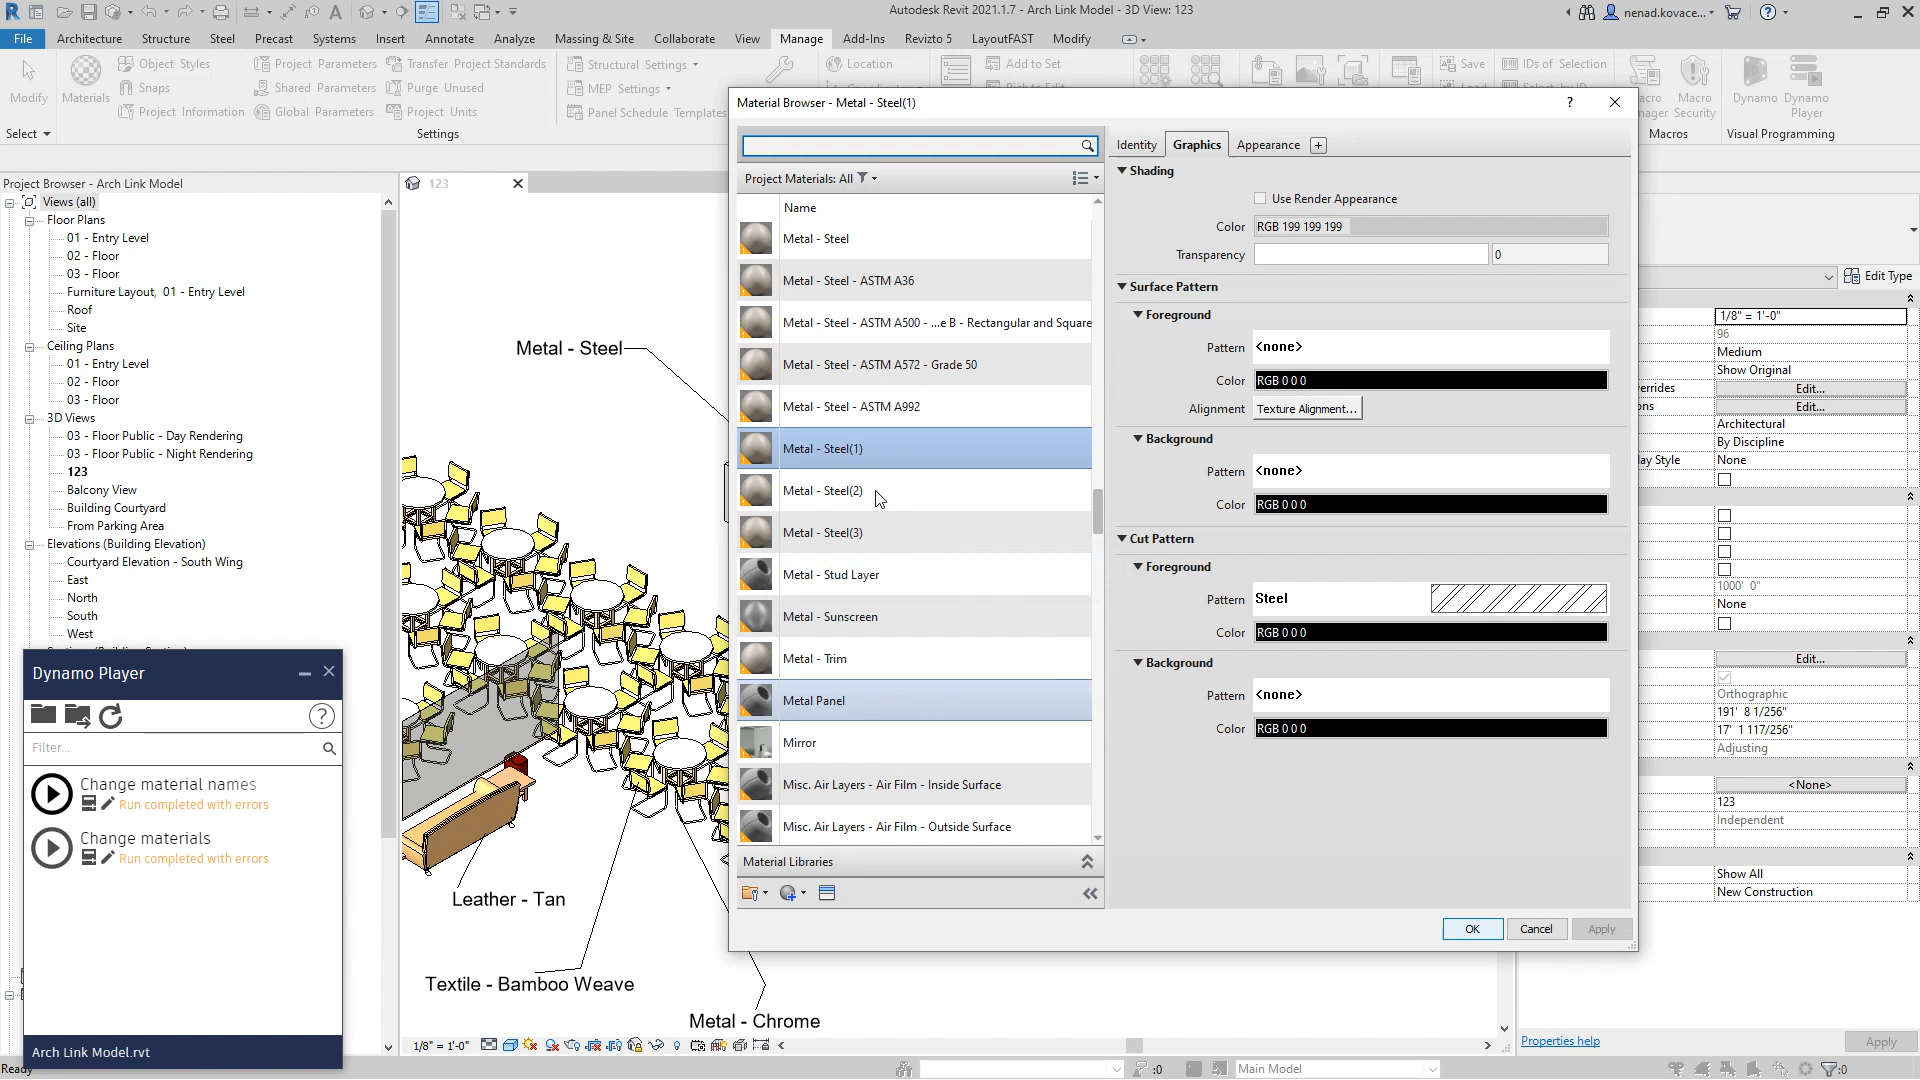 Autodesk Revit 2021.1.7 - Arch Link Model - 3D View: 123
nenad.kovace...
File Architecture Structure Steel Precast Systems Insert Annotate Analyze Massing & Site Collaborate View Manage Add-Ins Revizto 5 LayoutFAST Modify
Modify
Materials
Object Styles
Snaps
Project Information
Project Parameters
Shared Parameters
Global Parameters
Transfer Project Standards
Purge Unused
Project Units
Structural Settings
MEP Settings
Panel Schedule Templates
Location
Add to Set
Save
IDs of Selection
Macro Security
Dynamo
Dynamo Player
Select
Settings
Macros
Visual Programming
Project Browser - Arch Link Model
Views (all)
Floor Plans
01 - Entry Level
02 - Floor
03 - Floor
Furniture Layout, 01 - Entry Level
Roof
Site
Ceiling Plans
01 - Entry Level
02 - Floor
03 - Floor
3D Views
03 - Floor Public - Day Rendering
03 - Floor Public - Night Rendering
123
Balcony View
Building Courtyard
From Parking Area
Elevations (Building Elevation)
Courtyard Elevation - South Wing
East
North
South
West
Dynamo Player
Filter...
Change material names
Run completed with errors
Change materials
Run completed with errors
Arch Link Model.rvt
Ready
123
Metal - Steel
Leather - Tan
Textile - Bamboo Weave
Metal - Chrome
1/8" = 1'-0"
Material Browser - Metal - Steel(1)
?
Project Materials: All
Name
Metal - Steel
Metal - Steel - ASTM A36
Metal - Steel - ASTM A500 - ...e B - Rectangular and Square
Metal - Steel - ASTM A572 - Grade 50
Metal - Steel - ASTM A992
Metal - Steel(1)
Metal - Steel(2)
Metal - Steel(3)
Metal - Stud Layer
Metal - Sunscreen
Metal - Trim
Metal Panel
Mirror
Misc. Air Layers - Air Film - Inside Surface
Misc. Air Layers - Air Film - Outside Surface
Material Libraries
Identity Graphics Appearance
Shading
Use Render Appearance
Color RGB 199 199 199
Transparency 0
Surface Pattern
Foreground
Pattern <none>
Color RGB 0 0 0
Alignment Texture Alignment...
Background
Pattern <none>
Color RGB 0 0 0
Cut Pattern
Foreground
Pattern Steel
Color RGB 0 0 0
Background
Pattern <none>
Color RGB 0 0 0
OK Cancel Apply
Edit Type
1/8" = 1'-0"
96
Medium
Show Original
Edit...
Edit...
Architectural
By Discipline
None
1000' 0"
None
Edit...
Orthographic
191' 8 1/256"
17' 1 117/256"
Adjusting
<None>
123
Independent
Show All
New Construction
Properties help
Apply
:0
Main Model
:0